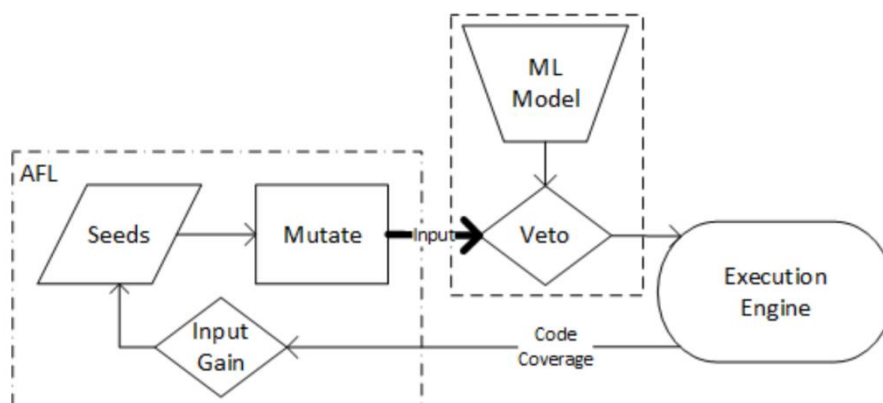 ML
Model
AFL
Seeds
Mutate
Input
Veto
Execution
Engine
Input
Gain
Code
Coverage